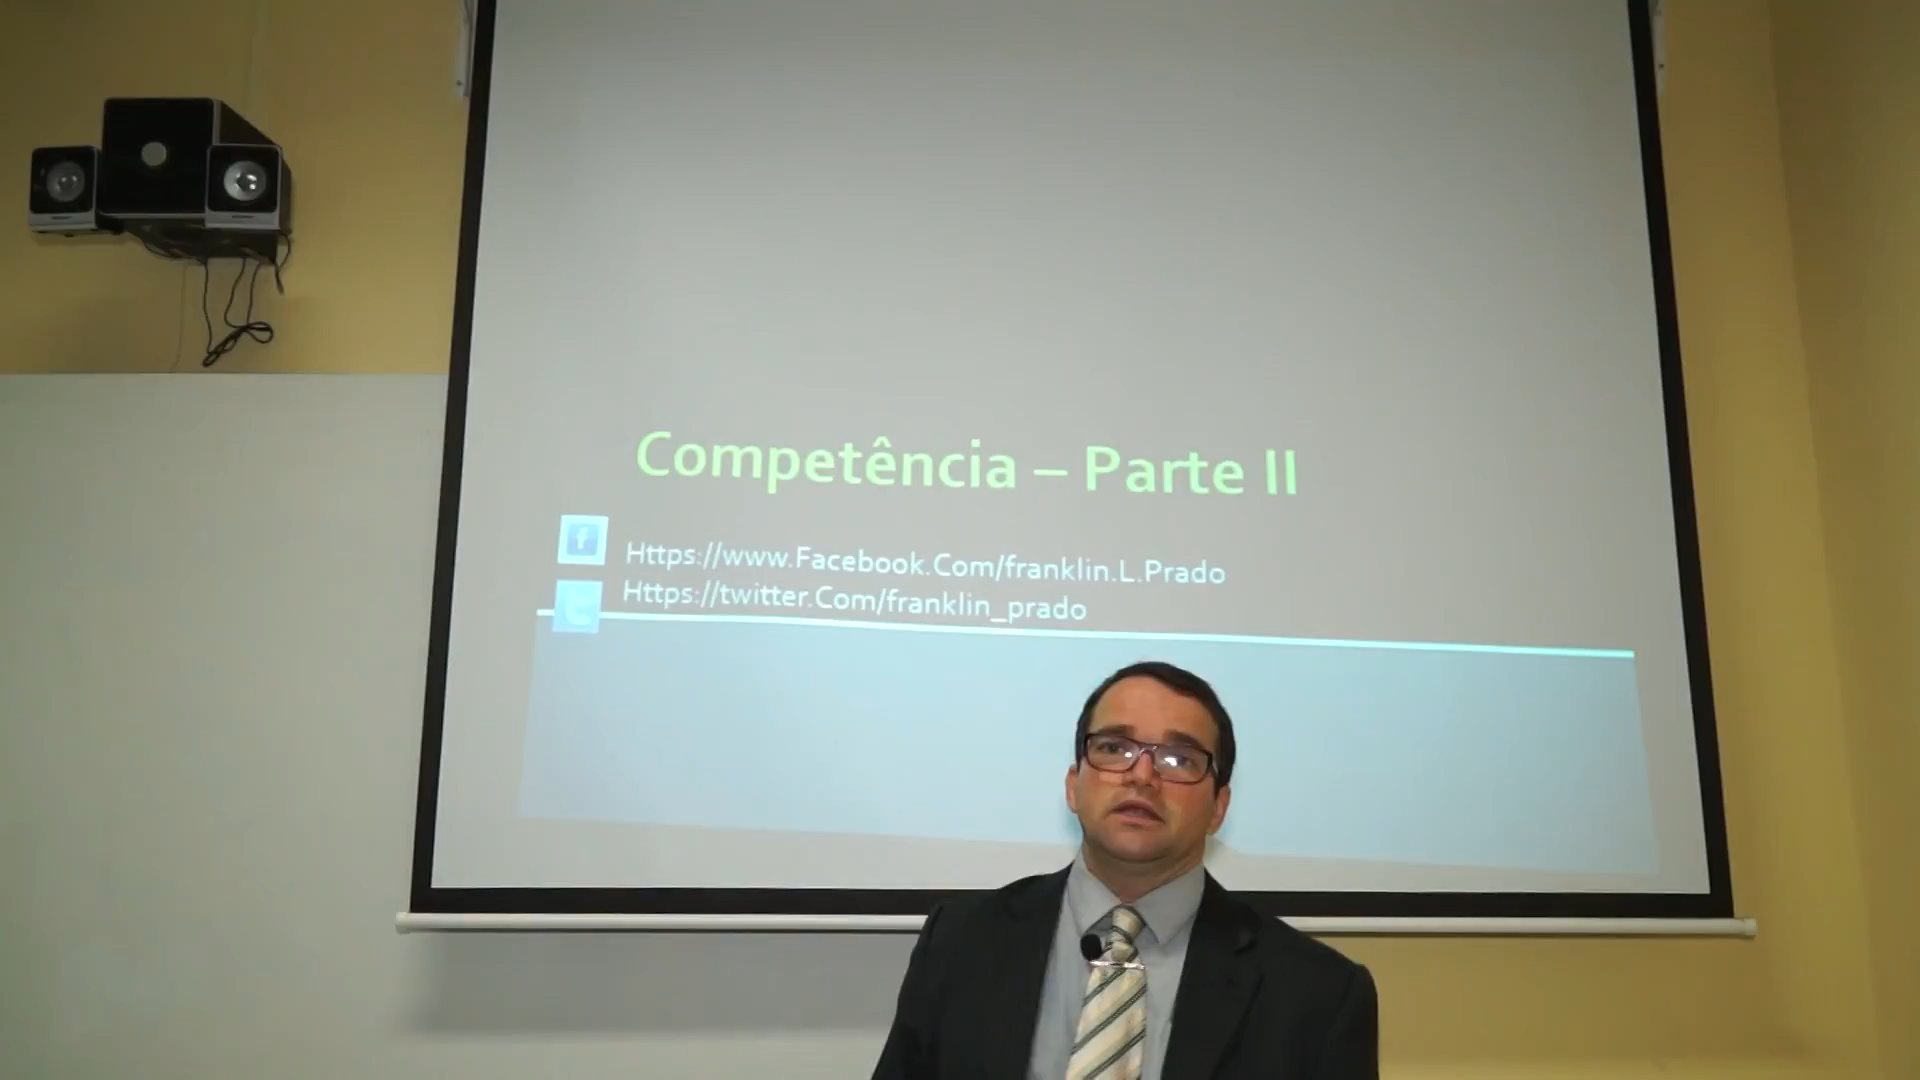 Competência – Parte II
Https://www.Facebook.Com/franklin.L.Prado
Https://twitter.Com/franklin_prado